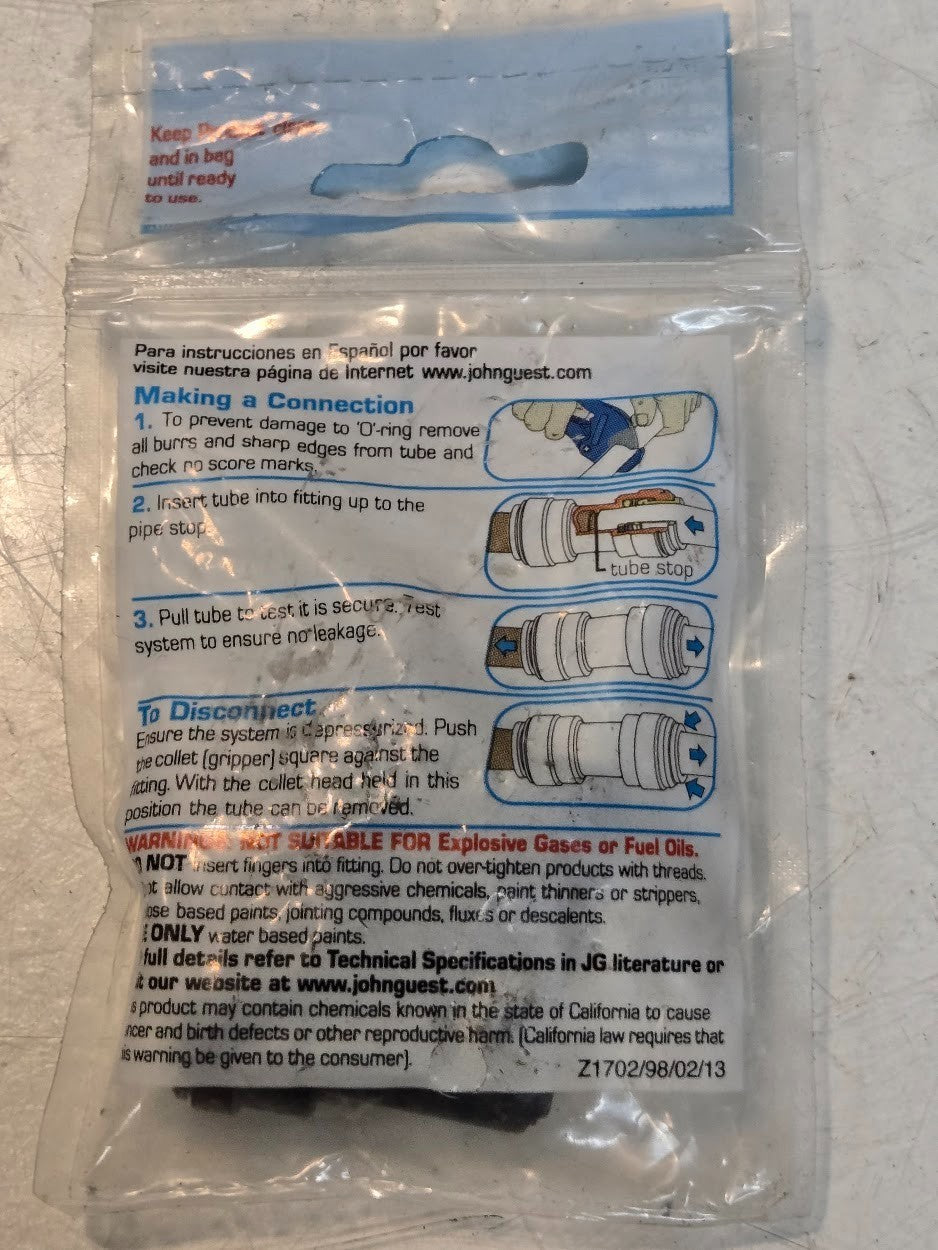 Keep Product clean
and in bag
until ready
to use.
Para instrucciones en Español por favor
visite nuestra página de Internet www.johnguest.com
Making a Connection
1. To prevent damage to 'O'-ring remove
all burrs and sharp edges from tube and
check no score marks.
2. Insert tube into fitting up to the
pipe stop
tube stop
3. Pull tube to test it is secure. Test
system to ensure no leakage.
To Disconnect
Ensure the system is depressurized. Push
the collet (gripper) square against the
fitting. With the collet head held in this
position the tube can be removed.
WARNING: NOT SUITABLE FOR Explosive Gases or Fuel Oils.
NOT insert fingers into fitting. Do not over-tighten products with threads.
allow contact with aggressive chemicals, paint thinners or strippers,
based paints, jointing compounds, fluxes or descalents.
ONLY water based paints.
full details refer to Technical Specifications in JG literature or
our website at www.johnguest.com
product may contain chemicals known in the state of California to cause
and birth defects or other reproductive harm. (California law requires that
warning be given to the consumer).
Z1702/98/02/13